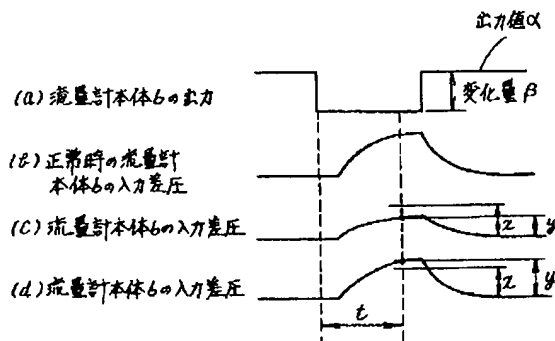 出力値α
(a)流量計本体6の出力
変化量β
(b)正常時の流量計
本体6の入力差圧
(c)流量計本体6の入力差圧
x
y
(d)流量計本体6の入力差圧
x
y
t